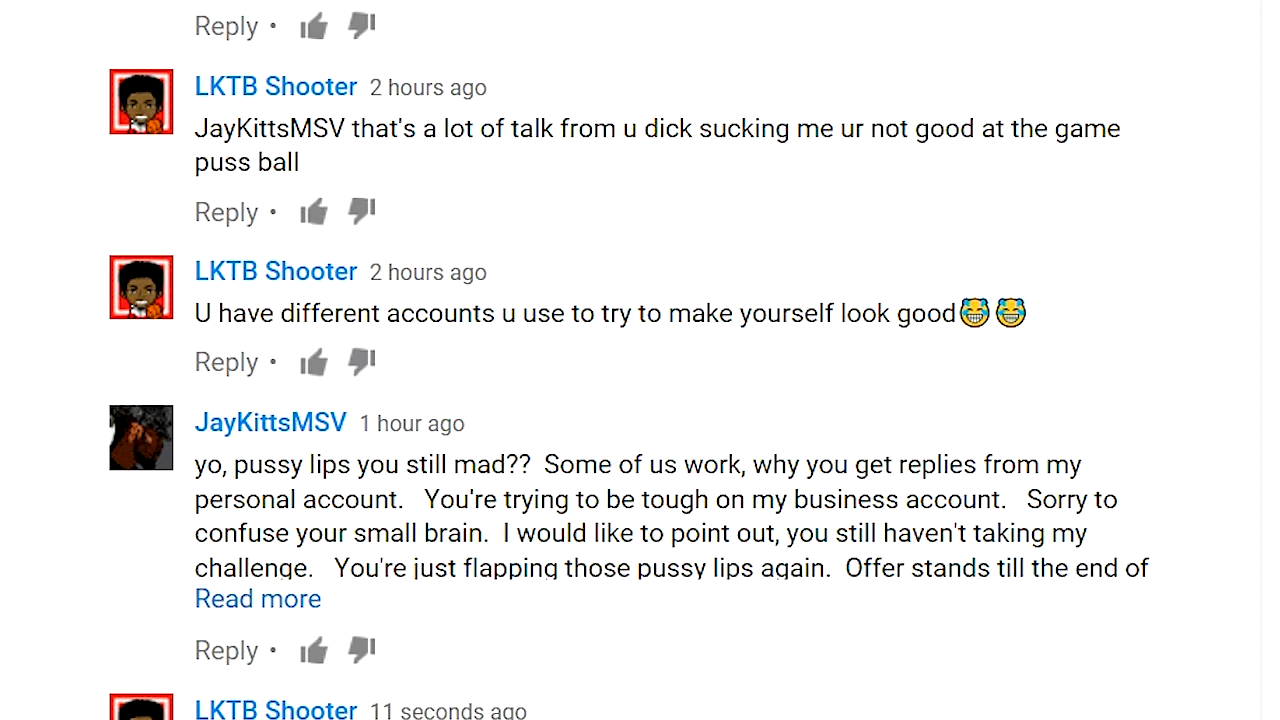 Reply •
LKTB Shooter 2 hours ago
JayKittsMSV that's a lot of talk from u dick sucking me ur not good at the game
puss ball
Reply •
LKTB Shooter 2 hours ago
U have different accounts u use to try to make yourself look good😂😂
Reply •
JayKittsMSV 1 hour ago
yo, pussy lips you still mad?? Some of us work, why you get replies from my
personal account. You're trying to be tough on my business account. Sorry to
confuse your small brain. I would like to point out, you still haven't taking my
challenge. You're just flapping those pussy lips again. Offer stands till the end of
Read more
Reply •
LKTB Shooter 11 seconds ago